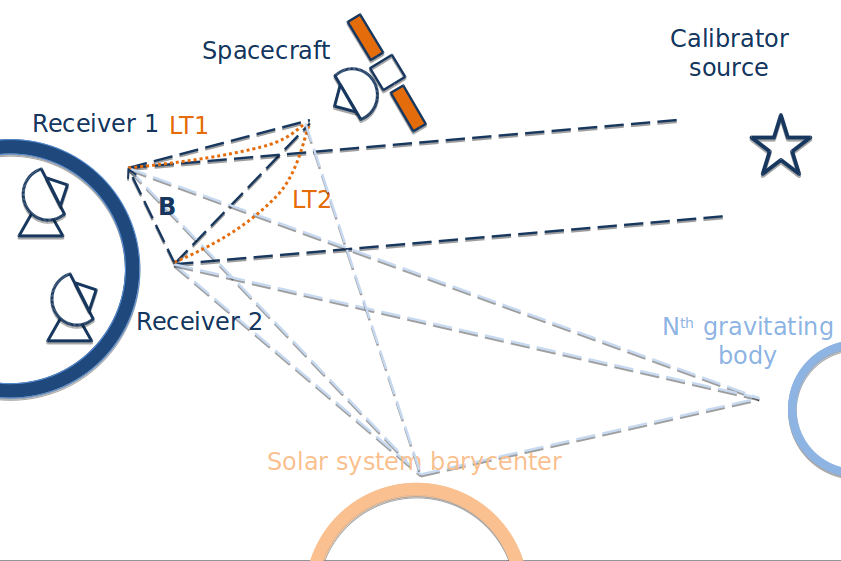 Spacecraft
Calibrator
source
Receiver 1
LT1
B
LT2
Receiver 2
Nth gravitating
body
Solar system barycenter